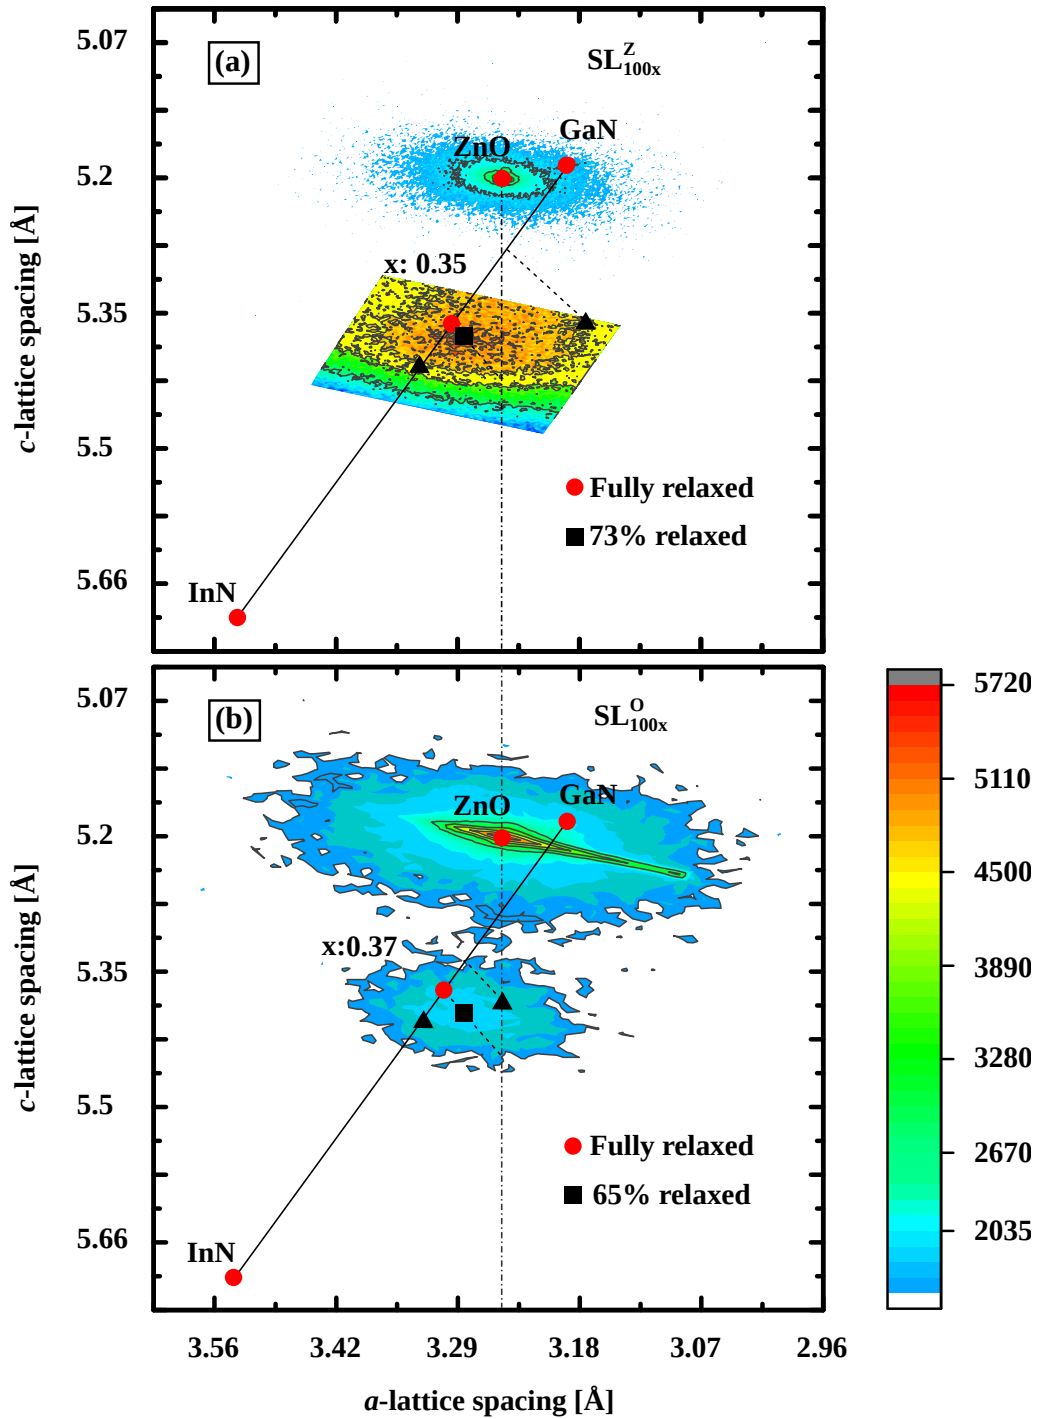 5.07
(a)
SL^Z_100x
GaN
ZnO
5.2
x: 0.35
5.35
c-lattice spacing [Å]
5.5
Fully relaxed
73% relaxed
5.66
InN
5.07
(b)
SL^O_100x
5720
GaN
ZnO
5110
5.2
4500
x:0.37
5.35
3890
c-lattice spacing [Å]
3280
5.5
Fully relaxed
2670
65% relaxed
2035
5.66
InN
3.56 3.42 3.29 3.18 3.07 2.96
a-lattice spacing [Å]